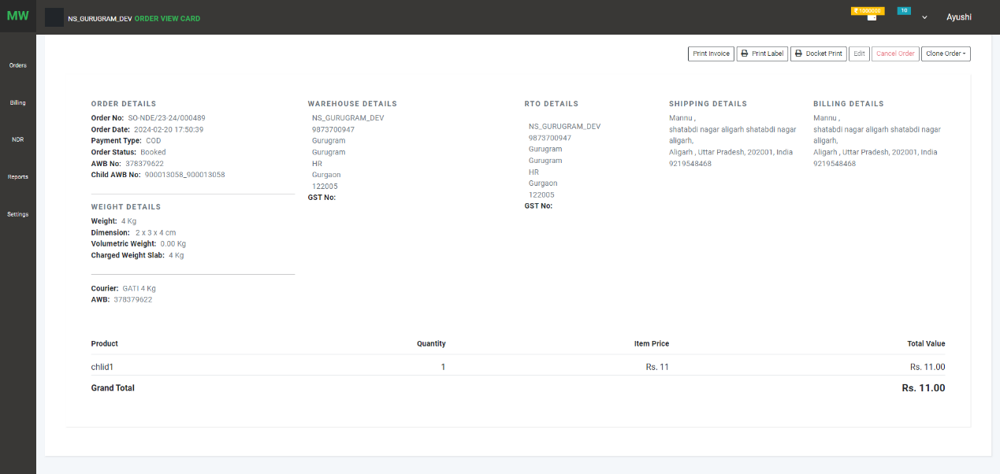 MW
NS_GURUGRAM_DEV ORDER VIEW CARD
₹ 1000000
10
Ayushi
Orders
Billing
NDR
Reports
Settings
Print Invoice
Print Label
Docket Print
Edit
Cancel Order
Clone Order
ORDER DETAILS
Order No: SO-NDE/23-24/000489
Order Date: 2024-02-20 17:50:39
Payment Type: COD
Order Status: Booked
AWB No: 378379622
Child AWB No: 900013058_900013058
WEIGHT DETAILS
Weight: 4 Kg
Dimension: 2 x 3 x 4 cm
Volumetric Weight: 0.00 Kg
Charged Weight Slab: 4 Kg
Courier: GATI 4 Kg
AWB: 378379622
WAREHOUSE DETAILS
NS_GURUGRAM_DEV
9873700947
Gurugram
Gurugram
HR
Gurgaon
122005
GST No:
RTO DETAILS
NS_GURUGRAM_DEV
9873700947
Gurugram
Gurugram
HR
Gurgaon
122005
GST No:
SHIPPING DETAILS
Mannu ,
shatabdi nagar aligarh shatabdi nagar
aligarh,
Aligarh , Uttar Pradesh, 202001, India
9219548468
BILLING DETAILS
Mannu ,
shatabdi nagar aligarh shatabdi nagar
aligarh,
Aligarh , Uttar Pradesh, 202001, India
9219548468
Product Quantity Item Price Total Value
chlid1 1 Rs. 11 Rs. 11.00
Grand Total Rs. 11.00